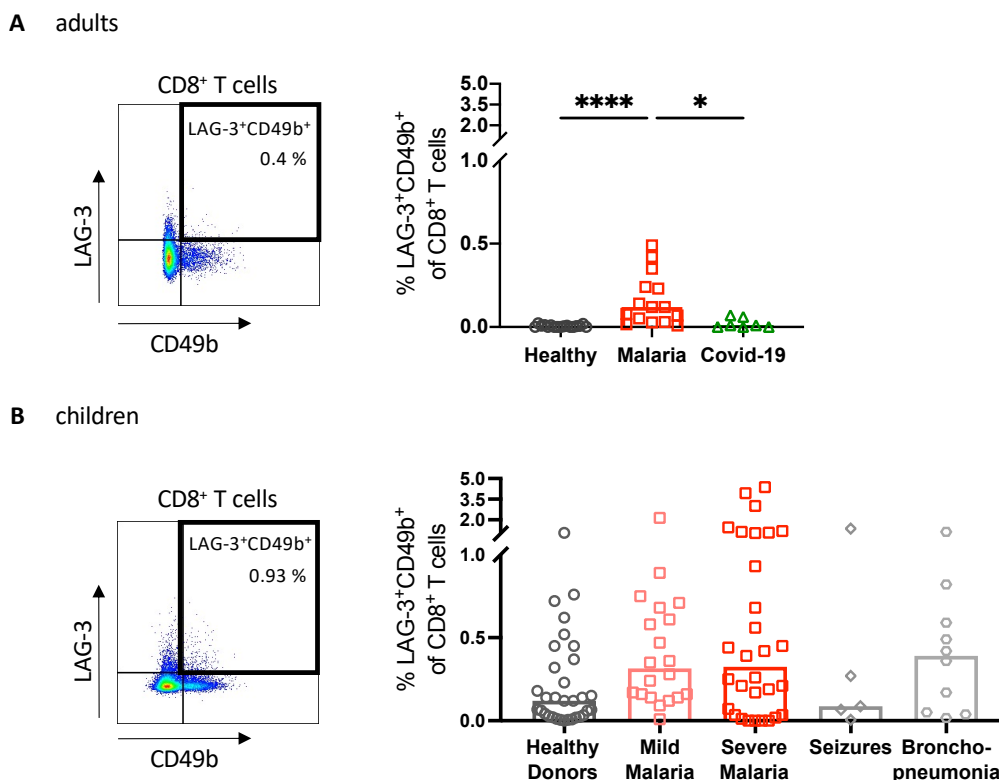 A adults
CD8⁺ T cells
LAG-3⁺CD49b⁺
0.4 %
LAG-3
CD49b
% LAG-3⁺CD49b⁺
of CD8⁺ T cells
5.0
3.5
2.0
1.0
0.5
0.0
**** *
Healthy Malaria Covid-19
B children
CD8⁺ T cells
LAG-3⁺CD49b⁺
0.93 %
LAG-3
CD49b
% LAG-3⁺CD49b⁺
of CD8⁺ T cells
5.0
3.5
2.0
1.0
0.5
0.0
Healthy Mild Severe Seizures Broncho-
Donors Malaria Malaria pneumonia